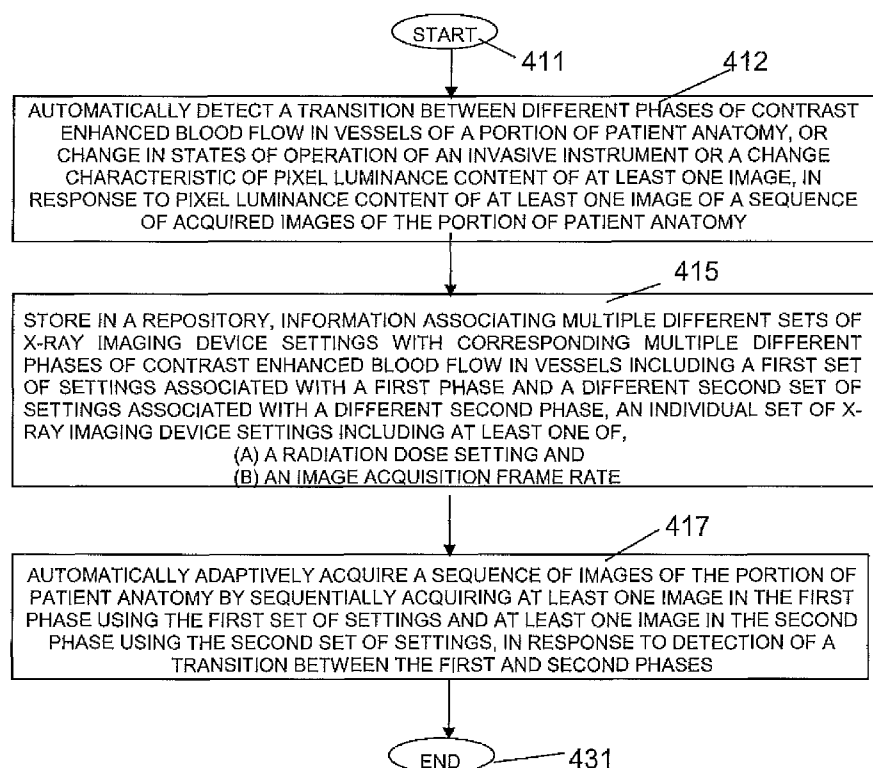 START
411
412
AUTOMATICALLY DETECT A TRANSITION BETWEEN DIFFERENT PHASES OF CONTRAST
ENHANCED BLOOD FLOW IN VESSELS OF A PORTION OF PATIENT ANATOMY, OR
CHANGE IN STATES OF OPERATION OF AN INVASIVE INSTRUMENT OR A CHANGE
CHARACTERISTIC OF PIXEL LUMINANCE CONTENT OF AT LEAST ONE IMAGE, IN
RESPONSE TO PIXEL LUMINANCE CONTENT OF AT LEAST ONE IMAGE OF A SEQUENCE
OF ACQUIRED IMAGES OF THE PORTION OF PATIENT ANATOMY
415
STORE IN A REPOSITORY, INFORMATION ASSOCIATING MULTIPLE DIFFERENT SETS OF
X-RAY IMAGING DEVICE SETTINGS WITH CORRESPONDING MULTIPLE DIFFERENT
PHASES OF CONTRAST ENHANCED BLOOD FLOW IN VESSELS INCLUDING A FIRST SET
OF SETTINGS ASSOCIATED WITH A FIRST PHASE AND A DIFFERENT SECOND SET OF
SETTINGS ASSOCIATED WITH A DIFFERENT SECOND PHASE, AN INDIVIDUAL SET OF X-
RAY IMAGING DEVICE SETTINGS INCLUDING AT LEAST ONE OF,
(A) A RADIATION DOSE SETTING AND
(B) AN IMAGE ACQUISITION FRAME RATE
417
AUTOMATICALLY ADAPTIVELY ACQUIRE A SEQUENCE OF IMAGES OF THE PORTION OF
PATIENT ANATOMY BY SEQUENTIALLY ACQUIRING AT LEAST ONE IMAGE IN THE FIRST
PHASE USING THE FIRST SET OF SETTINGS AND AT LEAST ONE IMAGE IN THE SECOND
PHASE USING THE SECOND SET OF SETTINGS, IN RESPONSE TO DETECTION OF A
TRANSITION BETWEEN THE FIRST AND SECOND PHASES
END
431